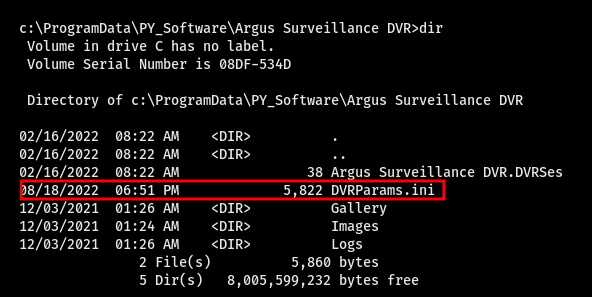 c:\ProgramData\PY_Software\Argus Surveillance DVR>dir
 Volume in drive C has no label.
 Volume Serial Number is 08DF-534D

 Directory of c:\ProgramData\PY_Software\Argus Surveillance DVR

02/16/2022  08:22 AM    <DIR>          .
02/16/2022  08:22 AM    <DIR>          ..
02/16/2022  08:22 AM                38 Argus Surveillance DVR.DVRSes
08/18/2022  06:51 PM             5,822 DVRParams.ini
12/03/2021  01:26 AM    <DIR>          Gallery
12/03/2021  01:24 AM    <DIR>          Images
12/03/2021  01:26 AM    <DIR>          Logs
               2 File(s)          5,860 bytes
               5 Dir(s)   8,005,599,232 bytes free